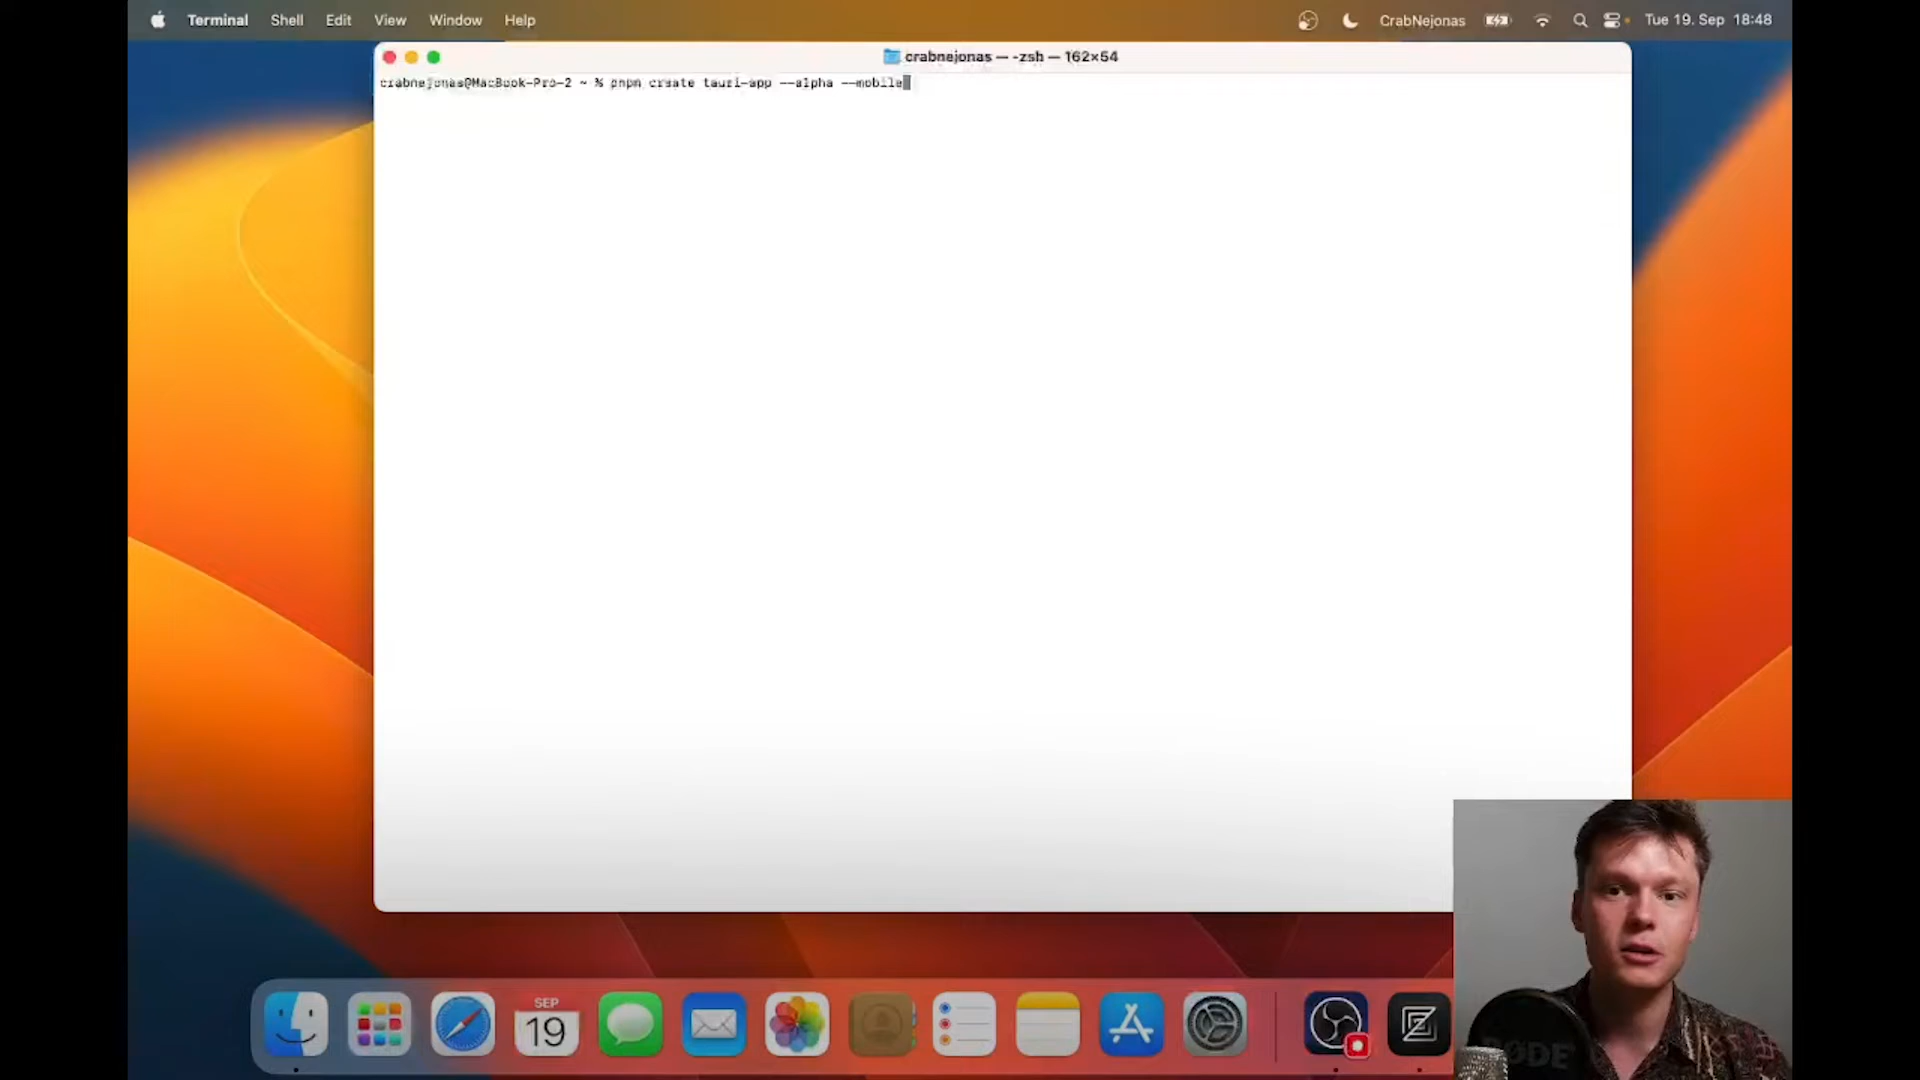 Terminal Shell Edit View Window Help CrabNejonas Tue 19. Sep 18:48
crabnejonas — -zsh — 162×54
crabnejonas@MacBook-Pro-2 ~ % pnpm create tauri-app --alpha --mobile
SEP
19
RØDE